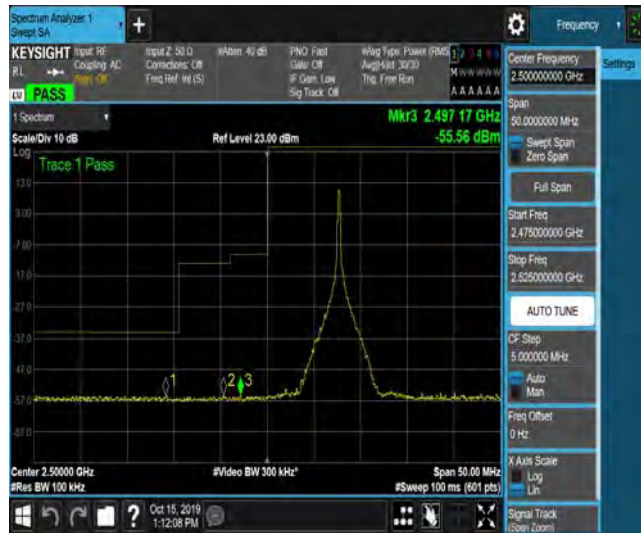 Spectrum Analyzer 1
Swept SA
+
Frequency
KEYSIGHT Input: RF
Input Z: 50 Ω
#Atten: 40 dB
PNO: Fast
#Avg Type: Power (RMS
1 2 3 4 5 6
RL
Coupling: AC
Corrections: Off
Gate: Off
Avg|Hold: 30/30
M W W W W W
Align: Off
Freq Ref: Int (S)
IF Gain: Low
Trig: Free Run
Sig Track: Off
A A A A A A
PASS
1 Spectrum
Mkr3 2.497 17 GHz
Scale/Div 10 dB
Ref Level 23.00 dBm
-55.56 dBm
Log
Trace 1 Pass
13.0
3.00
-7.00
-17.0
-27.0
-37.0
-47.0
1
2
3
-57.0
-67.0
Center 2.50000 GHz
#Video BW 300 kHz*
Span 50.00 MHz
#Res BW 100 kHz
#Sweep 100 ms (601 pts)
Oct 15, 2019
1:12:08 PM
Center Frequency
2.500000000 GHz
Settings
Span
50.0000000 MHz
Swept Span
Zero Span
Full Span
Start Freq
2.475000000 GHz
Stop Freq
2.525000000 GHz
AUTO TUNE
CF Step
5.000000 MHz
Auto
Man
Freq Offset
0 Hz
X Axis Scale
Log
Lin
Signal Track
(Span Zoom)